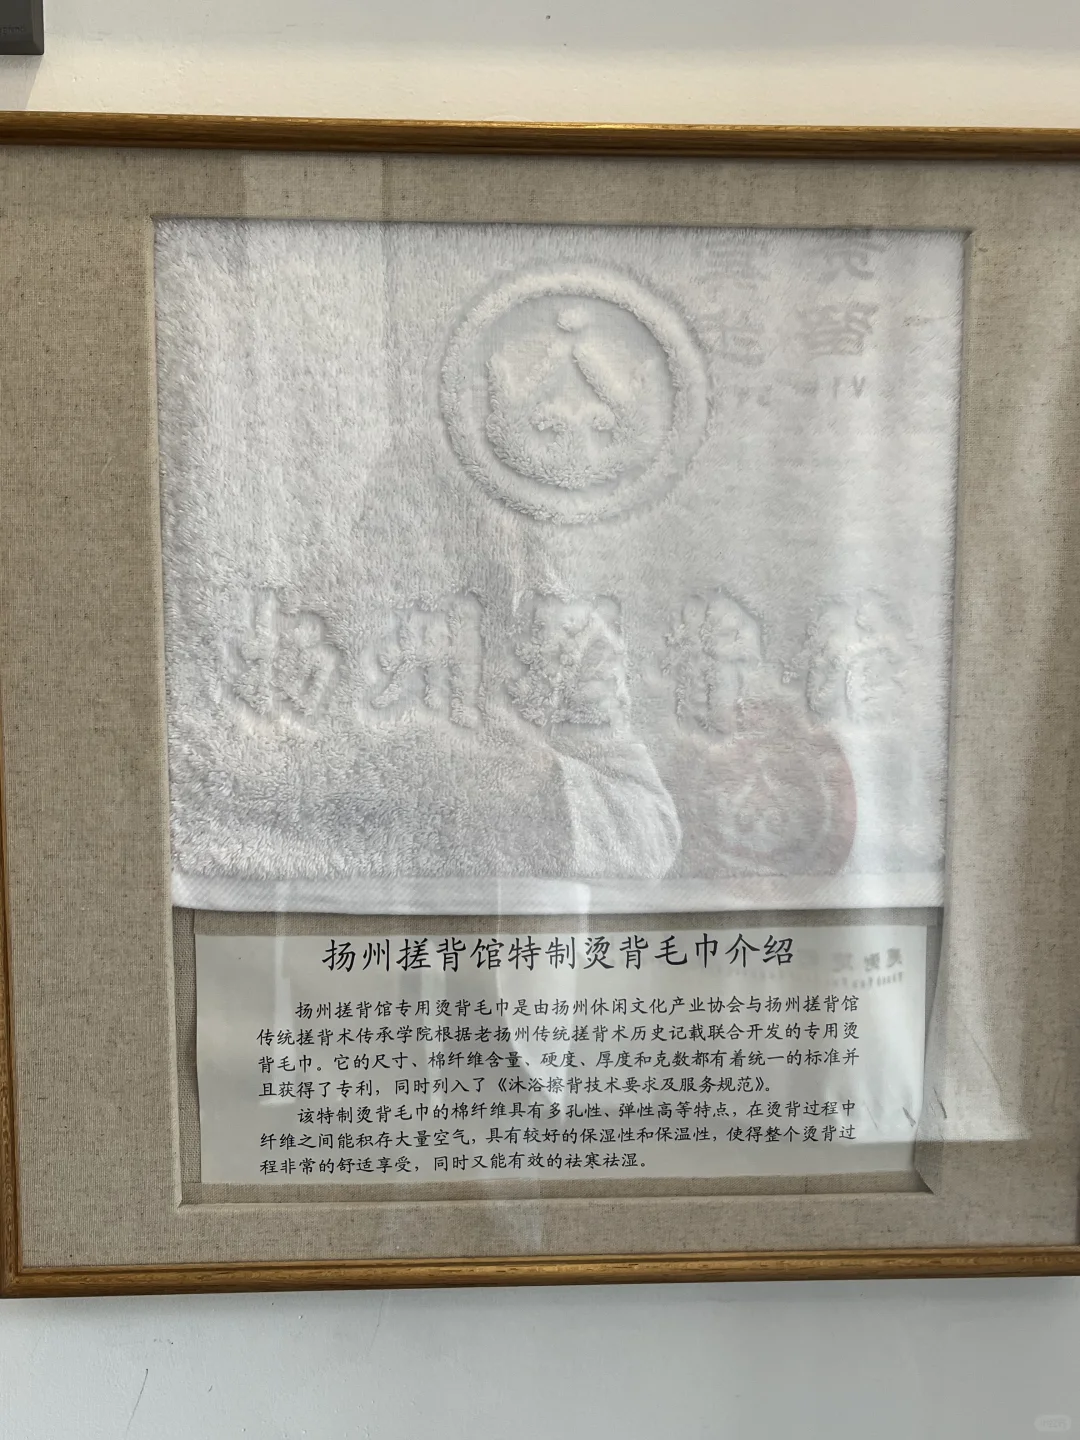 扬州搓背馆
扬州搓背馆特制烫背毛巾介绍
扬州搓背馆专用烫背毛巾是由扬州休闲文化产业协会与扬州搓背馆
传统搓背术传承学院根据老扬州传统搓背术历史记载联合开发的专用烫
背毛巾。它的尺寸、棉纤维含量、硬度、厚度和克数都有着统一的标准并
且获得了专利，同时列入了《沐浴擦背技术要求及服务规范》。
该特制烫背毛巾的棉纤维具有多孔性、弹性高等特点，在烫背过程中
纤维之间能积存大量空气，具有较好的保湿性和保温性，使得整个烫背过
程非常的舒适享受，同时又能有效的祛寒祛湿。